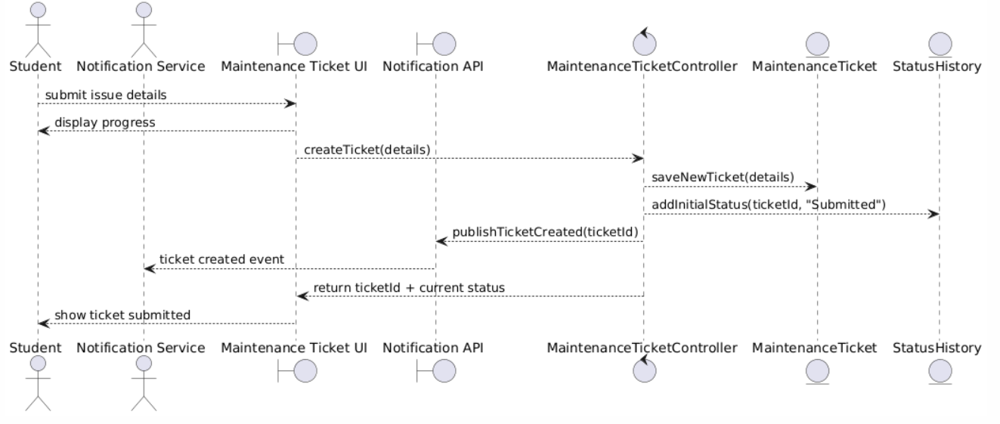 Student
Notification Service
Maintenance Ticket UI
Notification API
MaintenanceTicketController
MaintenanceTicket
StatusHistory
submit issue details
display progress
createTicket(details)
saveNewTicket(details)
addInitialStatus(ticketId, "Submitted")
publishTicketCreated(ticketId)
ticket created event
return ticketId + current status
show ticket submitted
Student
Notification Service
Maintenance Ticket UI
Notification API
MaintenanceTicketController
MaintenanceTicket
StatusHistory